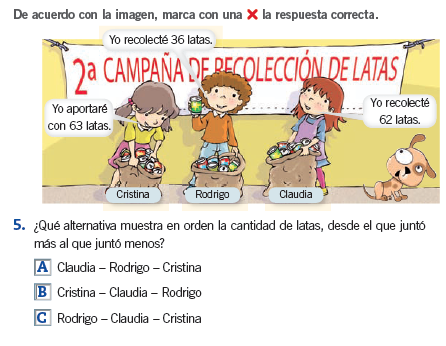 De acuerdo con la imagen, marca con una ✗ la respuesta correcta.
Yo recolecté 36 latas.
2ª CAMPAÑA DE RECOLECCIÓN DE LATAS
Yo aportaré
con 63 latas.
Yo recolecté
62 latas.
Cristina
Rodrigo
Claudia
5. ¿Qué alternativa muestra en orden la cantidad de latas, desde el que juntó
más al que juntó menos?
A Claudia – Rodrigo – Cristina
B Cristina – Claudia – Rodrigo
C Rodrigo – Claudia – Cristina